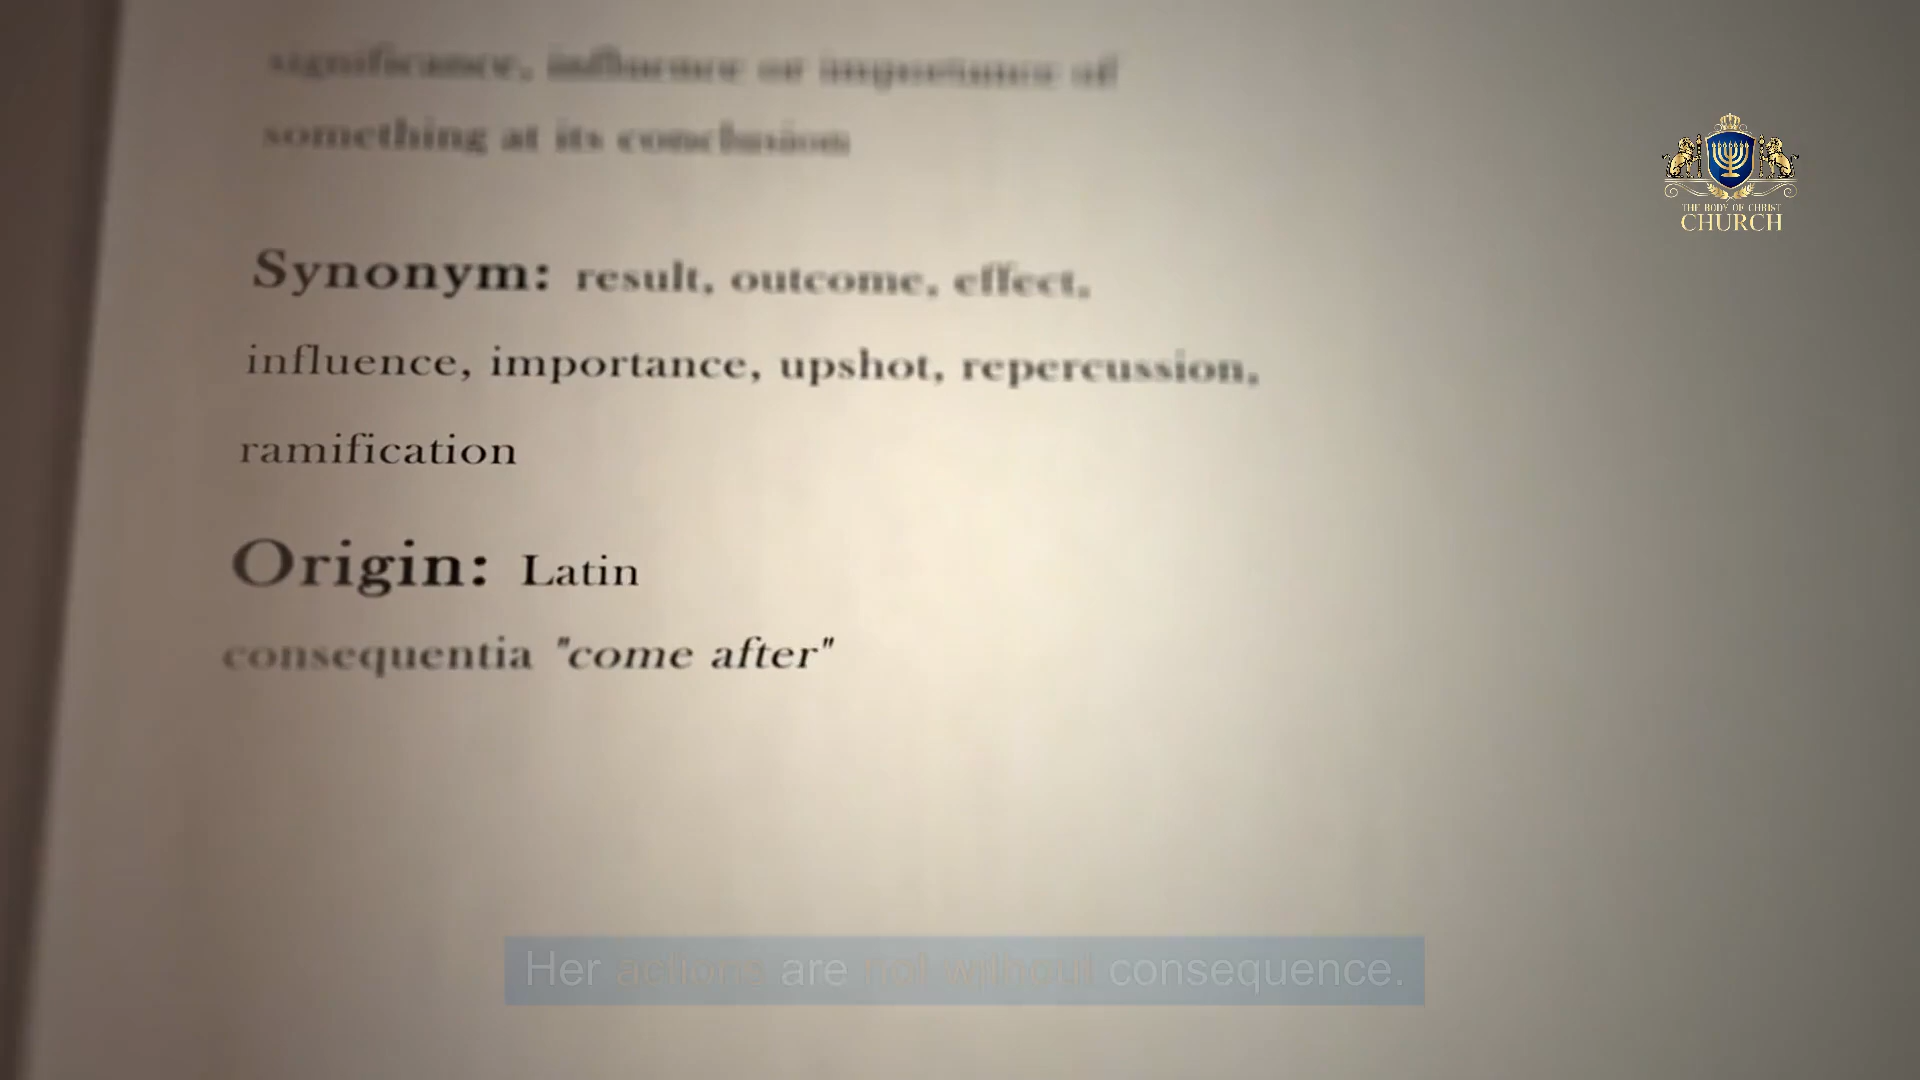 significance, influence or importance of
something at its conclusion
THE BODY OF CHRIST
CHURCH
Synonym: result, outcome, effect,
influence, importance, upshot, repercussion,
ramification
Origin: Latin
consequentia "come after"
Her actions are not without consequence.